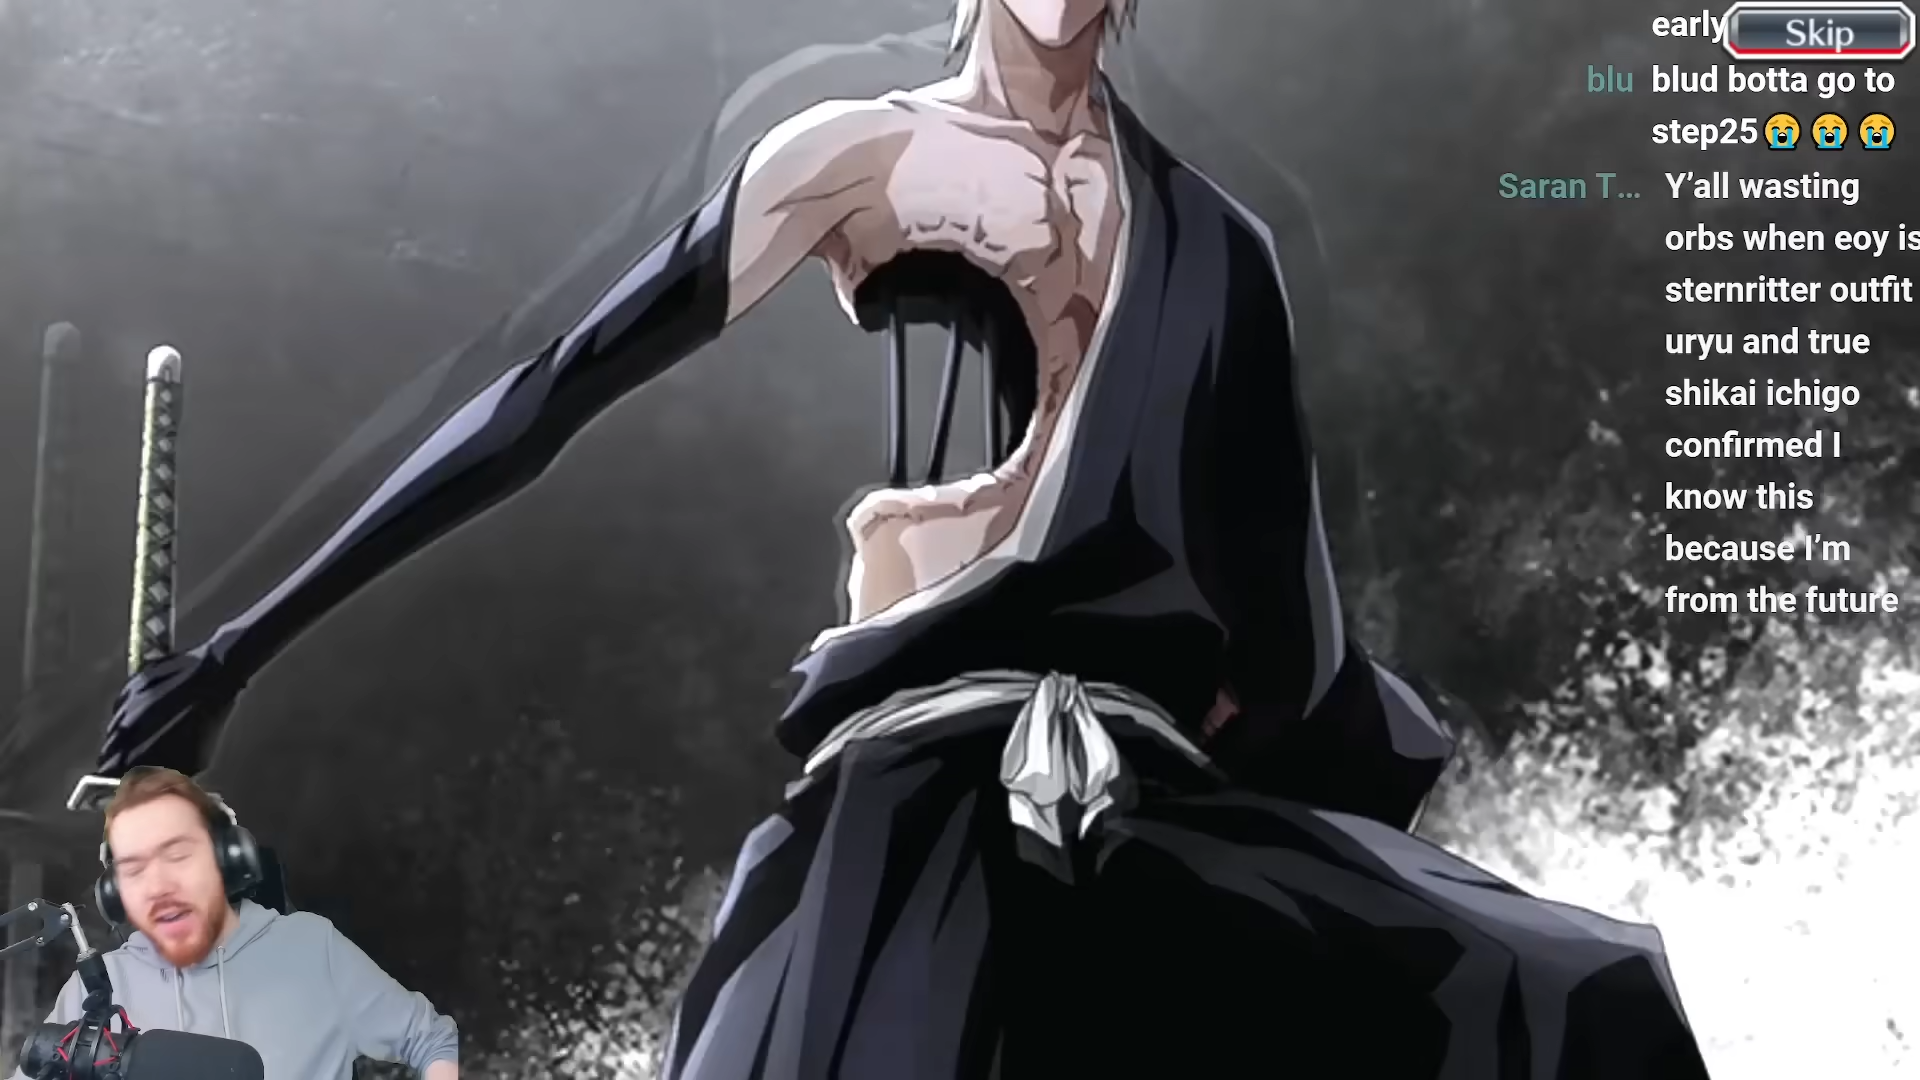 early
Skip
blu blud botta go to
step25😭😭😭
Saran T... Y’all wasting
orbs when eoy is
sternritter outfit
uryu and true
shikai ichigo
confirmed I
know this
because I’m
from the future